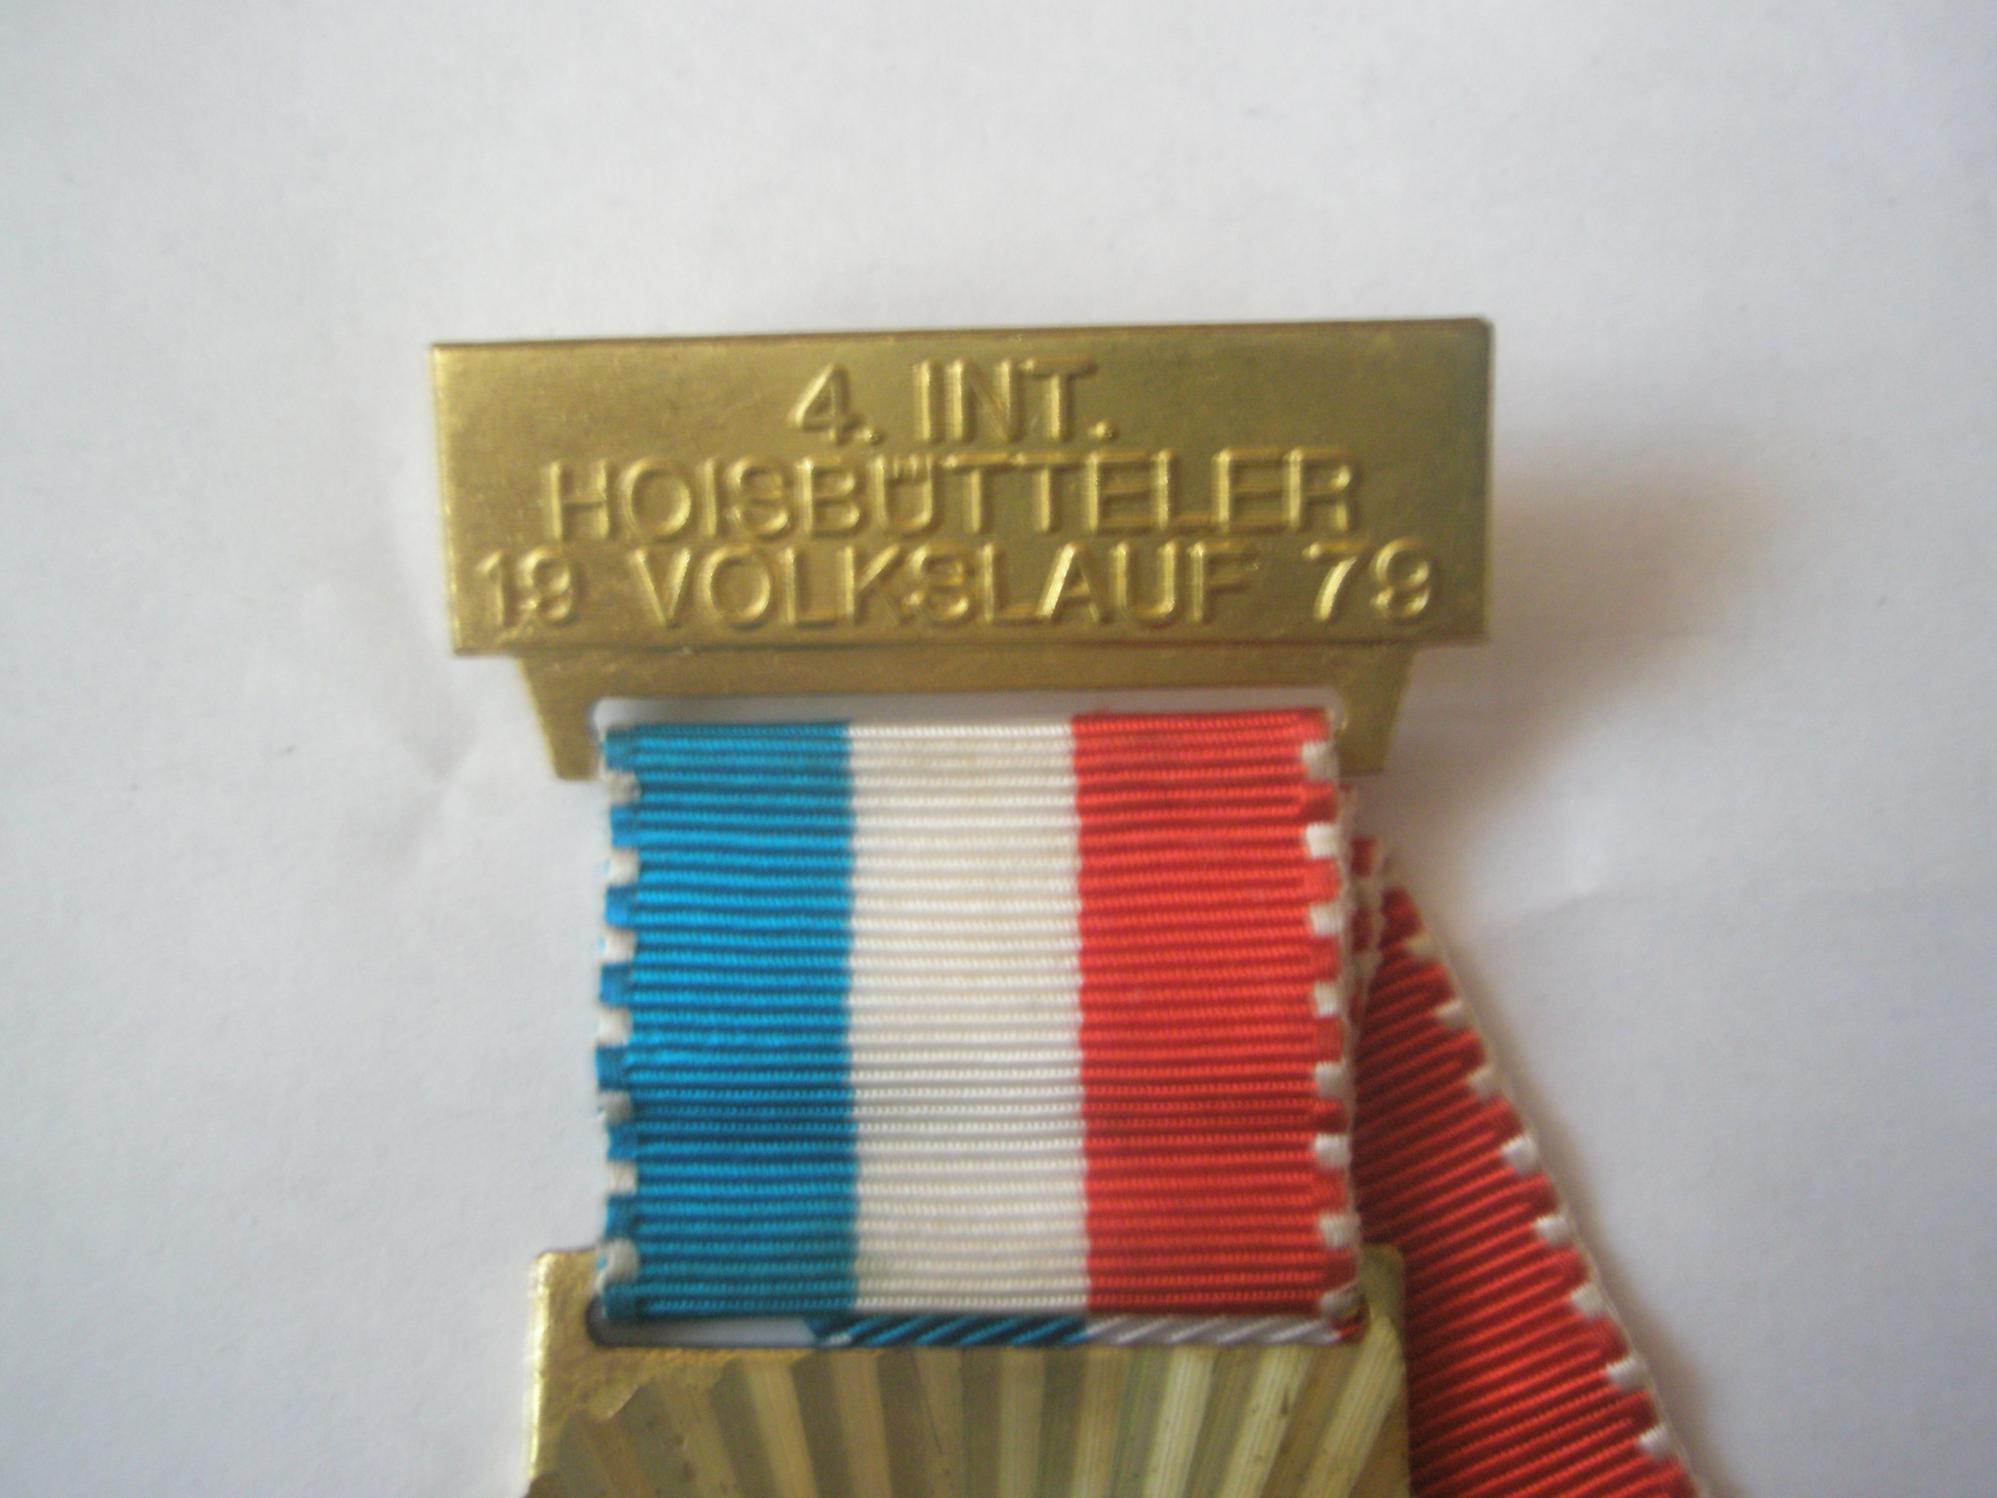 4. INT.
HOISBÜTTELER
19 VOLKSLAUF 79